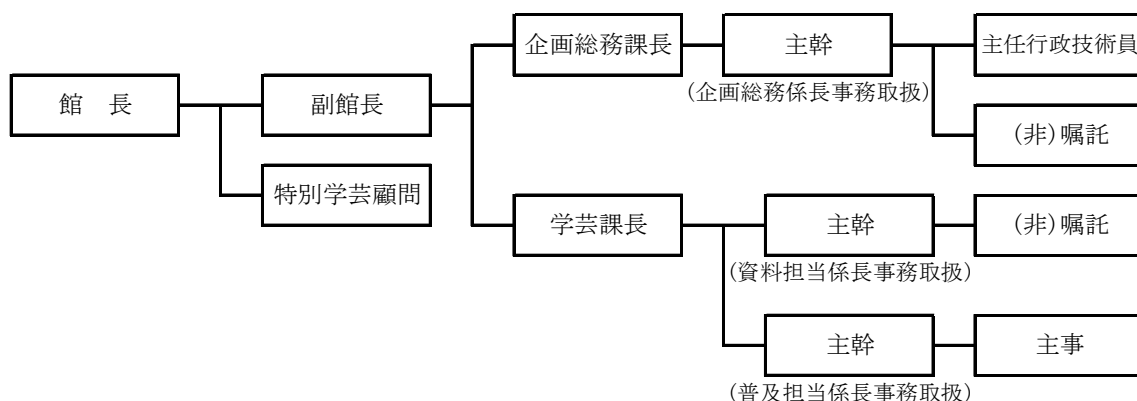 企画総務課長
主幹
主任行政技術員
(企画総務係長事務取扱)
館　長
副館長
(非)嘱託
特別学芸顧問
学芸課長
主幹
(非)嘱託
(資料担当係長事務取扱)
主幹
主事
(普及担当係長事務取扱)